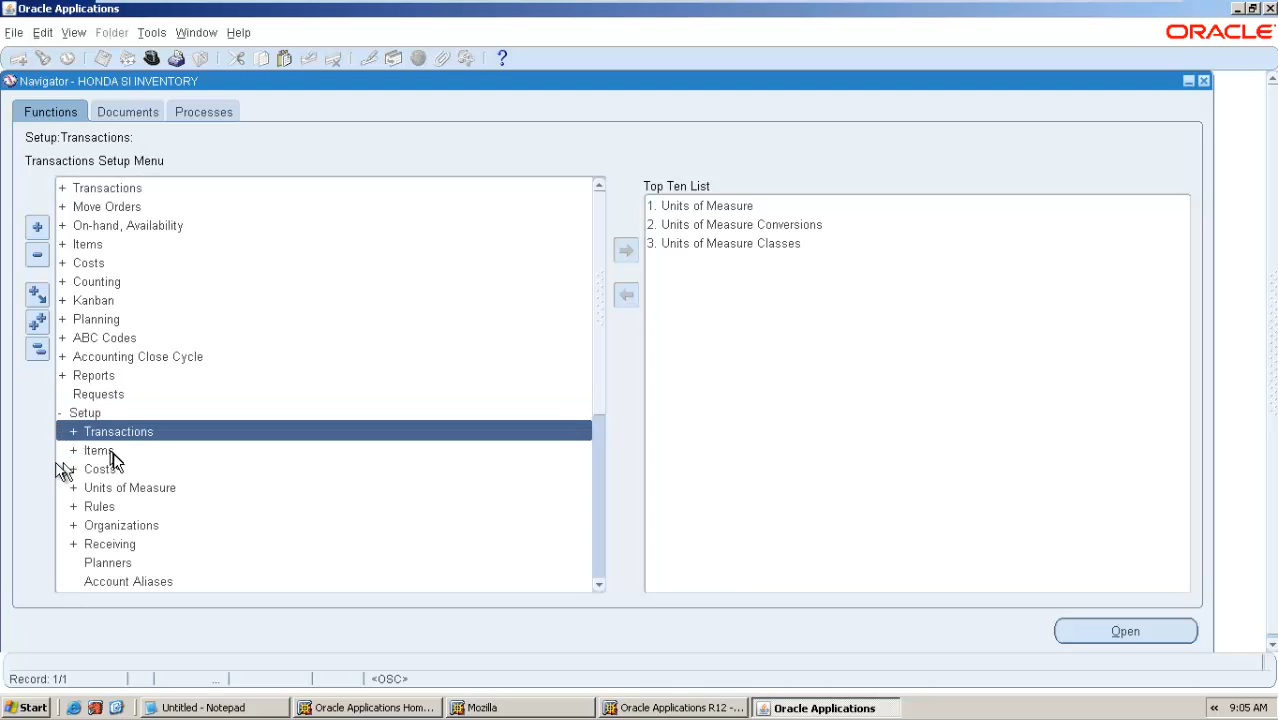 Oracle Applications
File Edit View Folder Tools Window Help
ORACLE
?
Navigator - HONDA SI INVENTORY
Functions Documents Processes
Setup:Transactions:
Transactions Setup Menu
Top Ten List
+ Transactions
+ Move Orders
+ On-hand, Availability
+ Items
+ Costs
+ Counting
+ Kanban
+ Planning
+ ABC Codes
+ Accounting Close Cycle
+ Reports
Requests
- Setup
+ Transactions
+ Items
+ Costs
+ Units of Measure
+ Rules
+ Organizations
+ Receiving
Planners
Account Aliases
1. Units of Measure
2. Units of Measure Conversions
3. Units of Measure Classes
Open
Record: 1/1 ... <OSC>
Start Untitled - Notepad Oracle Applications Hom... Mozilla Oracle Applications R12 -... Oracle Applications « 9:05 AM